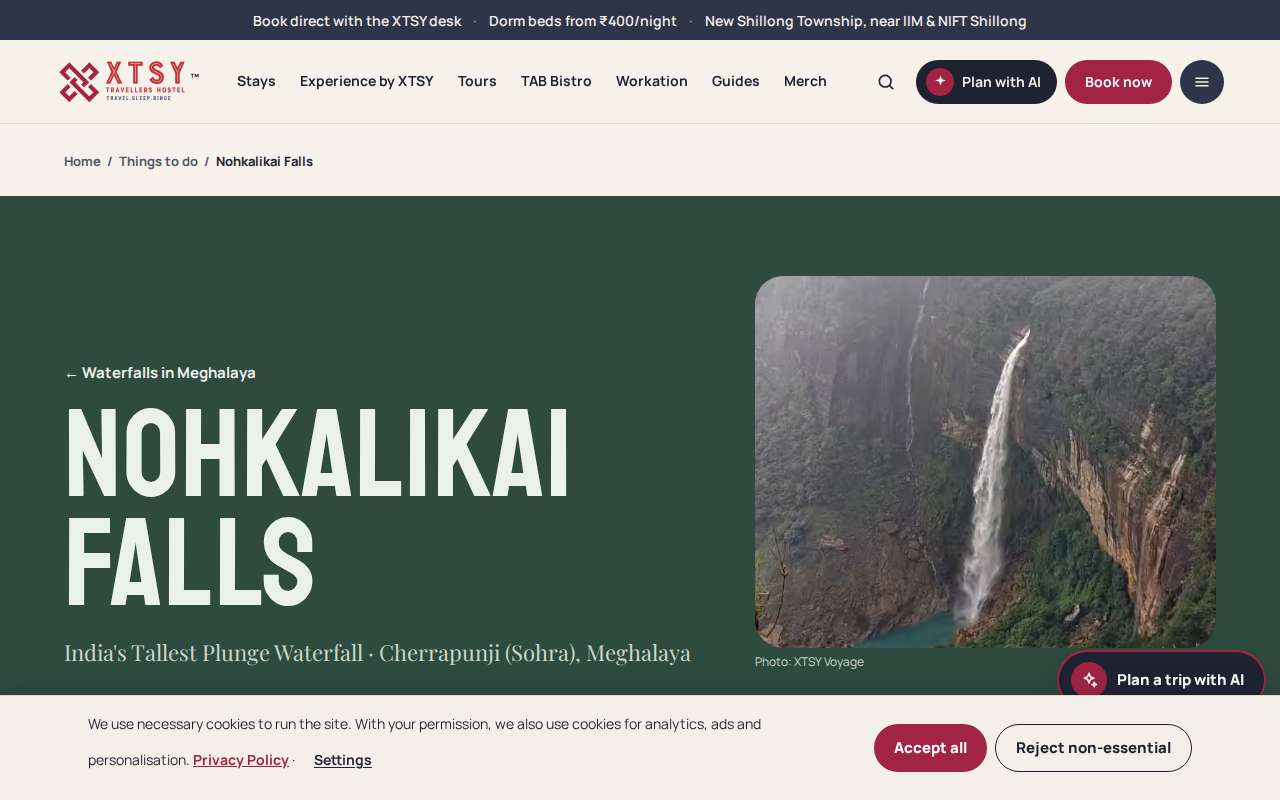 Book direct with the XTSY desk · Dorm beds from ₹400/night · New Shillong Township, near IIM & NIFT Shillong
XTSY ™
TRAVELLERS HOSTEL
TRAVEL.SLEEP.BINGE
Stays Experience by XTSY Tours TAB Bistro Workation Guides Merch Plan with AI Book now
Home / Things to do / Nohkalikai Falls
← Waterfalls in Meghalaya
NOHKALIKAI
FALLS
India's Tallest Plunge Waterfall · Cherrapunji (Sohra), Meghalaya
Photo: XTSY Voyage
Plan a trip with AI
We use necessary cookies to run the site. With your permission, we also use cookies for analytics, ads and
personalisation. Privacy Policy · Settings
Accept all Reject non-essential